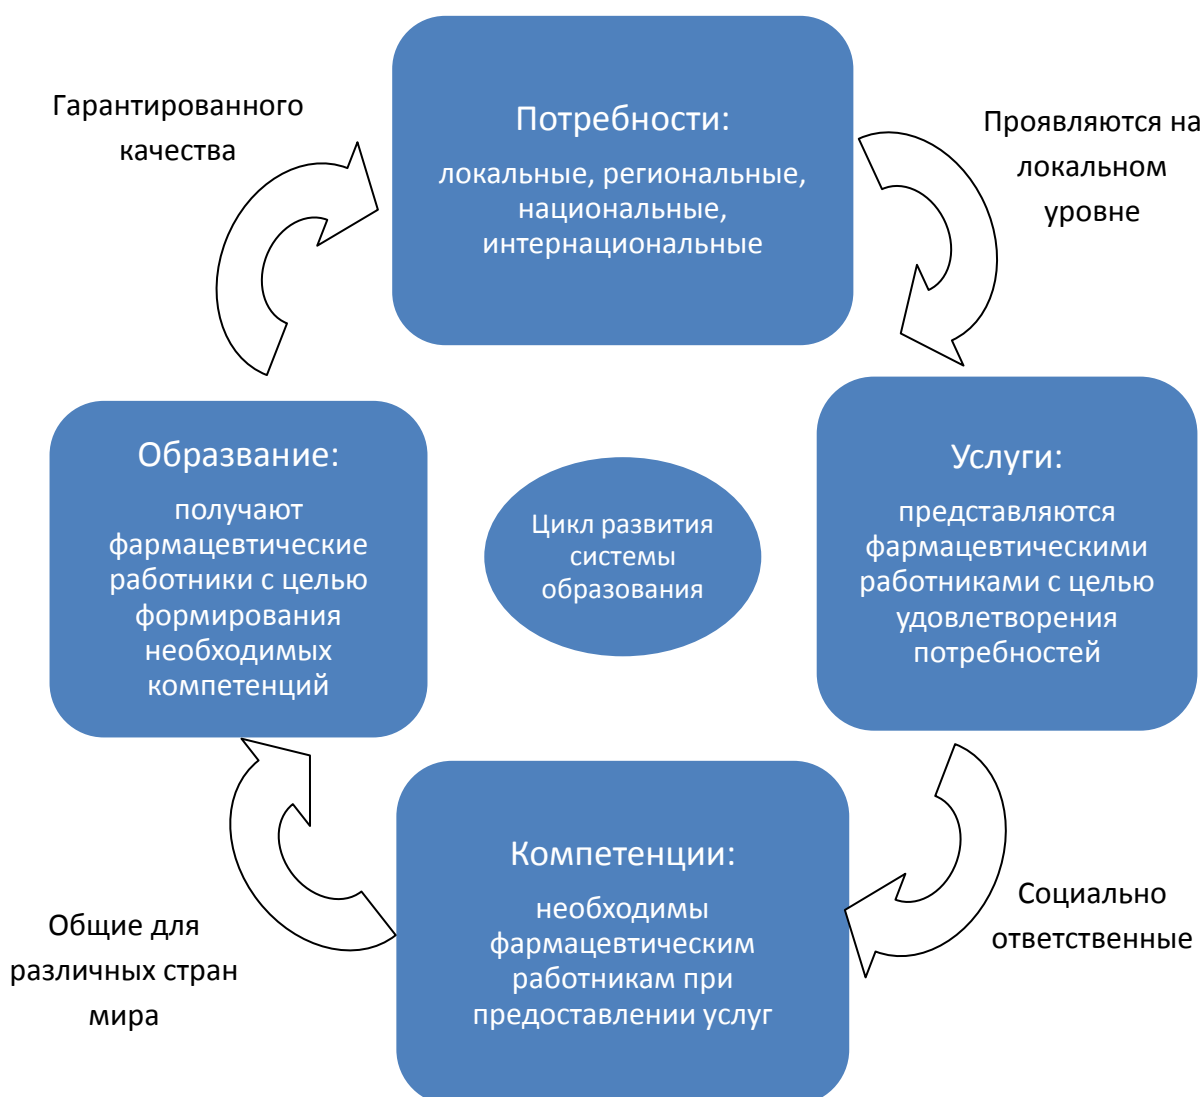 Потребности:
локальные, региональные,
национальные,
интернациональные
Проявляются на
локальном
уровне
Услуги:
представляются
фармацевтическими
работниками с целью
удовлетворения
потребностей
Социально
ответственные
Компетенции:
необходимы
фармацевтическим
работникам при
предоставлении услуг
Общие для
различных стран
мира
Образвание:
получают
фармацевтические
работники с целью
формирования
необходимых
компетенций
Гарантированного
качества
Цикл развития
системы
образования